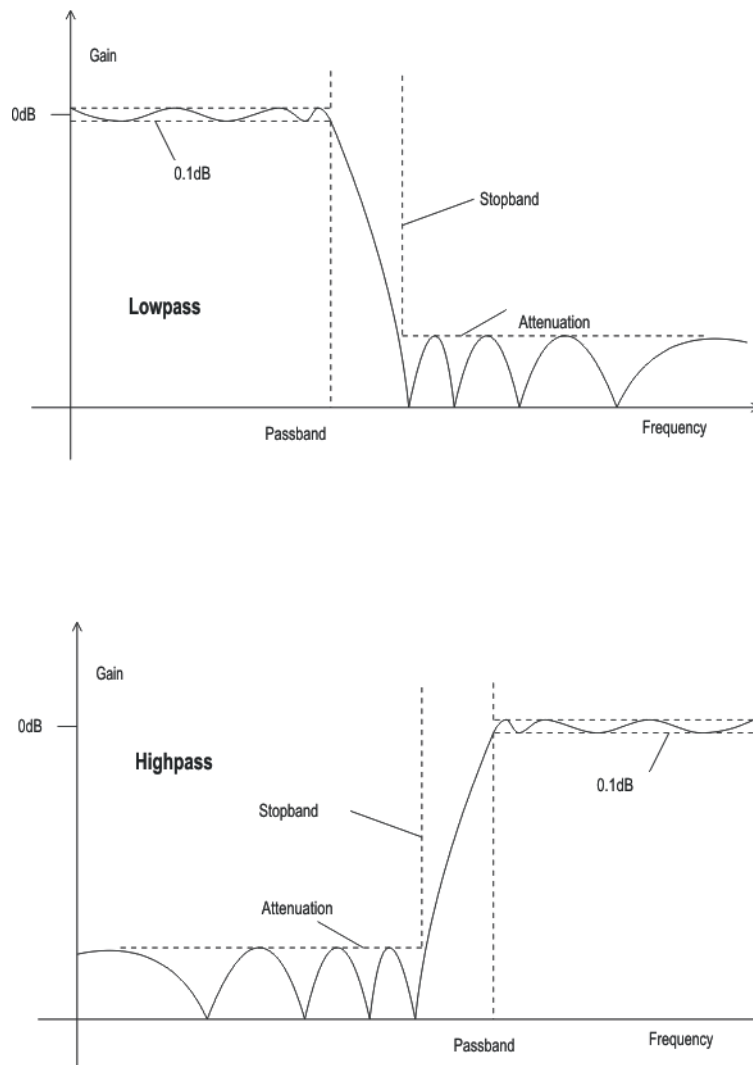 Gain
0dB
0.1dB
Stopband
Lowpass
Attenuation
Passband
Frequency
Gain
0dB
Highpass
0.1dB
Stopband
Attenuation
Passband
Frequency